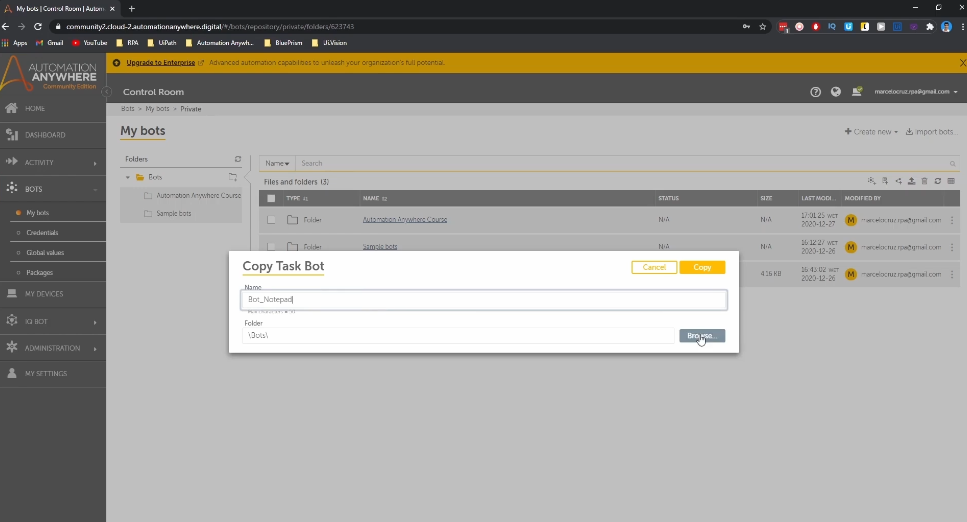 My bots | Control Room | Autom
community2.cloud-2.automationanywhere.digital/#/bots/repository/private/folders/623743
Apps
Gmail
YouTube
RPA
UiPath
Automation Anywh...
BluePrism
Ui.Vision
AUTOMATION
ANYWHERE
Community Edition
Upgrade to Enterprise
Advanced automation capabilities to unleash your organization's full potential.
Control Room
marcelocruz.rpa@gmail.com
HOME
DASHBOARD
ACTIVITY
BOTS
My bots
Credentials
Global values
Packages
MY DEVICES
IQ BOT
ADMINISTRATION
MY SETTINGS
Bots > My bots > Private
My bots
Create new
Import bots...
Folders
Bots
Automation Anywhere Course
Sample bots
Name
Search
Files and folders (3)
TYPE
NAME
STATUS
SIZE
LAST MODI...
MODIFIED BY
Folder
Automation Anywhere Course
N/A
N/A
17:01:25 WET
2020-12-27
M
marcelocruz.rpa@gmail.com
Folder
Sample bots
N/A
N/A
16:12:27 WET
2020-12-26
M
marcelocruz.rpa@gmail.com
4.16 KB
16:43:02 WET
2020-12-26
M
marcelocruz.rpa@gmail.com
Copy Task Bot
Cancel
Copy
Name
Bot_Notepad
Folder
\Bots\
Browse...